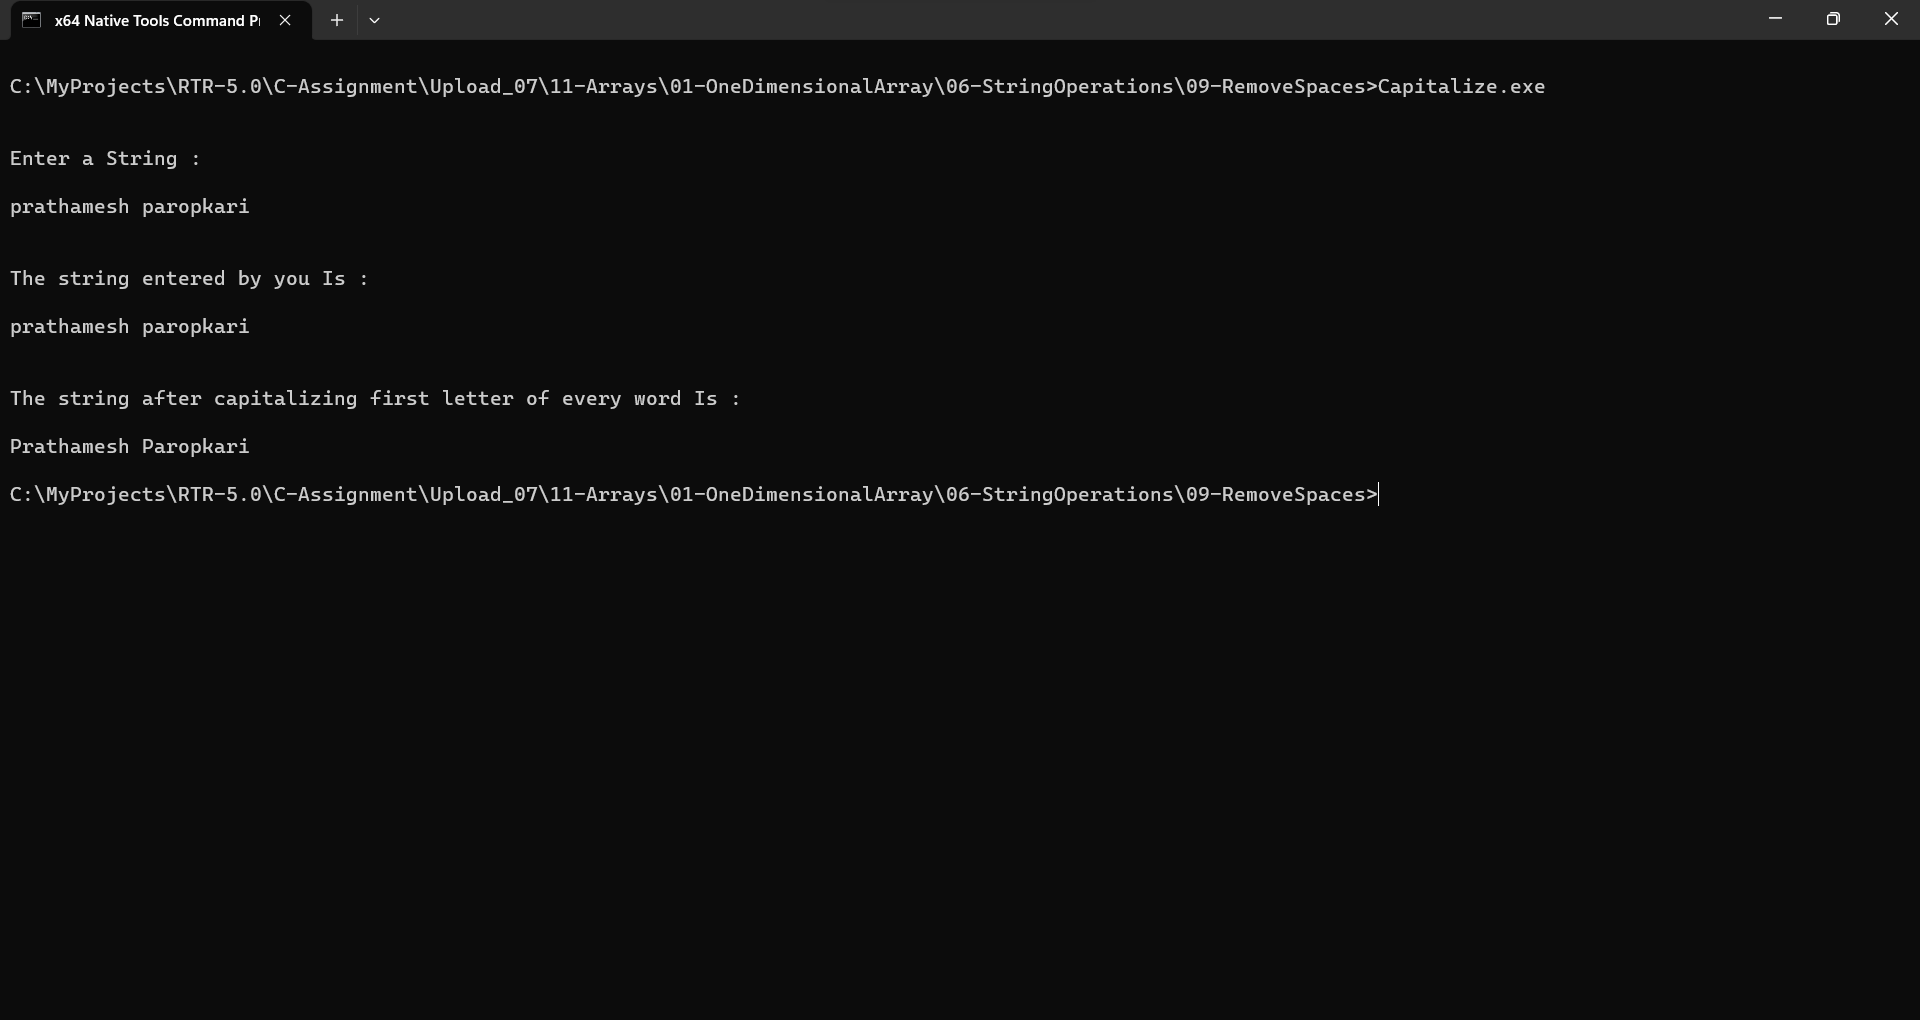 x64 Native Tools Command P
C:\MyProjects\RTR-5.0\C-Assignment\Upload_07\11-Arrays\01-OneDimensionalArray\06-StringOperations\09-RemoveSpaces>Capitalize.exe
Enter a String :
prathamesh paropkari
The string entered by you Is :
prathamesh paropkari
The string after capitalizing first letter of every word Is :
Prathamesh Paropkari
C:\MyProjects\RTR-5.0\C-Assignment\Upload_07\11-Arrays\01-OneDimensionalArray\06-StringOperations\09-RemoveSpaces>